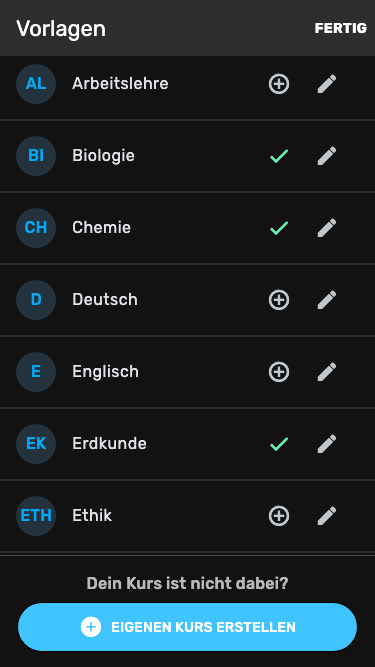 Vorlagen FERTIG
AL Arbeitslehre
BI Biologie
CH Chemie
D Deutsch
E Englisch
EK Erdkunde
ETH Ethik
Dein Kurs ist nicht dabei?
EIGENEN KURS ERSTELLEN